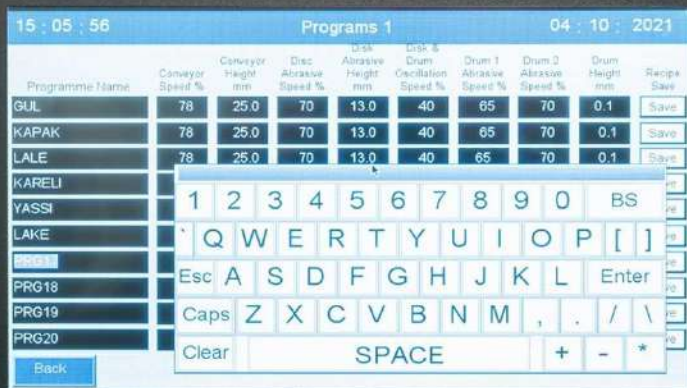 15 : 05 : 56 Programs 1 04 : 10 : 2021
Programme Name Conveyor Speed % Conveyor Height mm Disc Abrasive Speed % Disk Abrasive Height mm Disk & Drum Oscillation Speed % Drum 1 Abrasive Speed % Drum 2 Abrasive Speed % Drum Height mm Recipe Save
GUL 78 25.0 70 13.0 40 65 70 0.1 Save
KAPAK 78 25.0 70 13.0 40 65 70 0.1 Save
LALE 78 25.0 70 13.0 40 65 70 0.1 Save
KARELI
YASSI
LAKE
PRG17
PRG18
PRG19
PRG20
Back
1 2 3 4 5 6 7 8 9 0 BS
` Q W E R T Y U I O P [ ]
Esc A S D F G H J K L Enter
Caps Z X C V B N M , . / \
Clear SPACE + - *